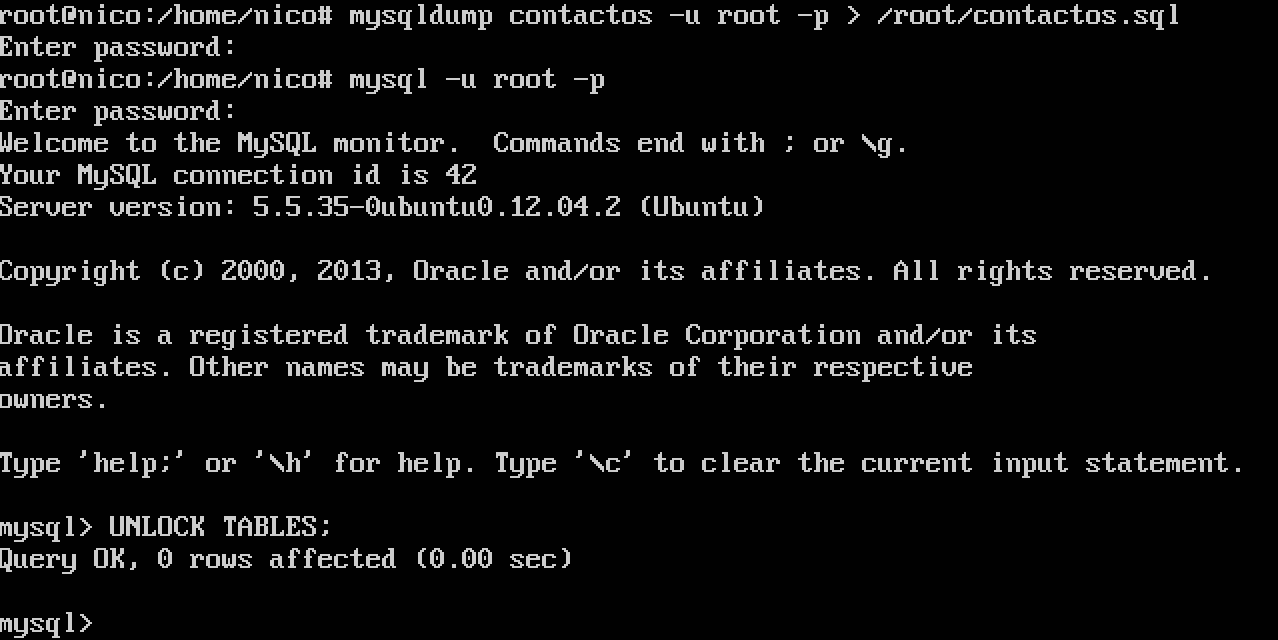 root@nico:/home/nico# mysqldump contactos -u root -p > /root/contactos.sql
Enter password:
root@nico:/home/nico# mysql -u root -p
Enter password:
Welcome to the MySQL monitor.  Commands end with ; or \g.
Your MySQL connection id is 42
Server version: 5.5.35-0ubuntu0.12.04.2 (Ubuntu)
Copyright (c) 2000, 2013, Oracle and/or its affiliates. All rights reserved.
Oracle is a registered trademark of Oracle Corporation and/or its
affiliates. Other names may be trademarks of their respective
owners.
Type 'help;' or '\h' for help. Type '\c' to clear the current input statement.
mysql> UNLOCK TABLES;
Query OK, 0 rows affected (0.00 sec)
mysql>